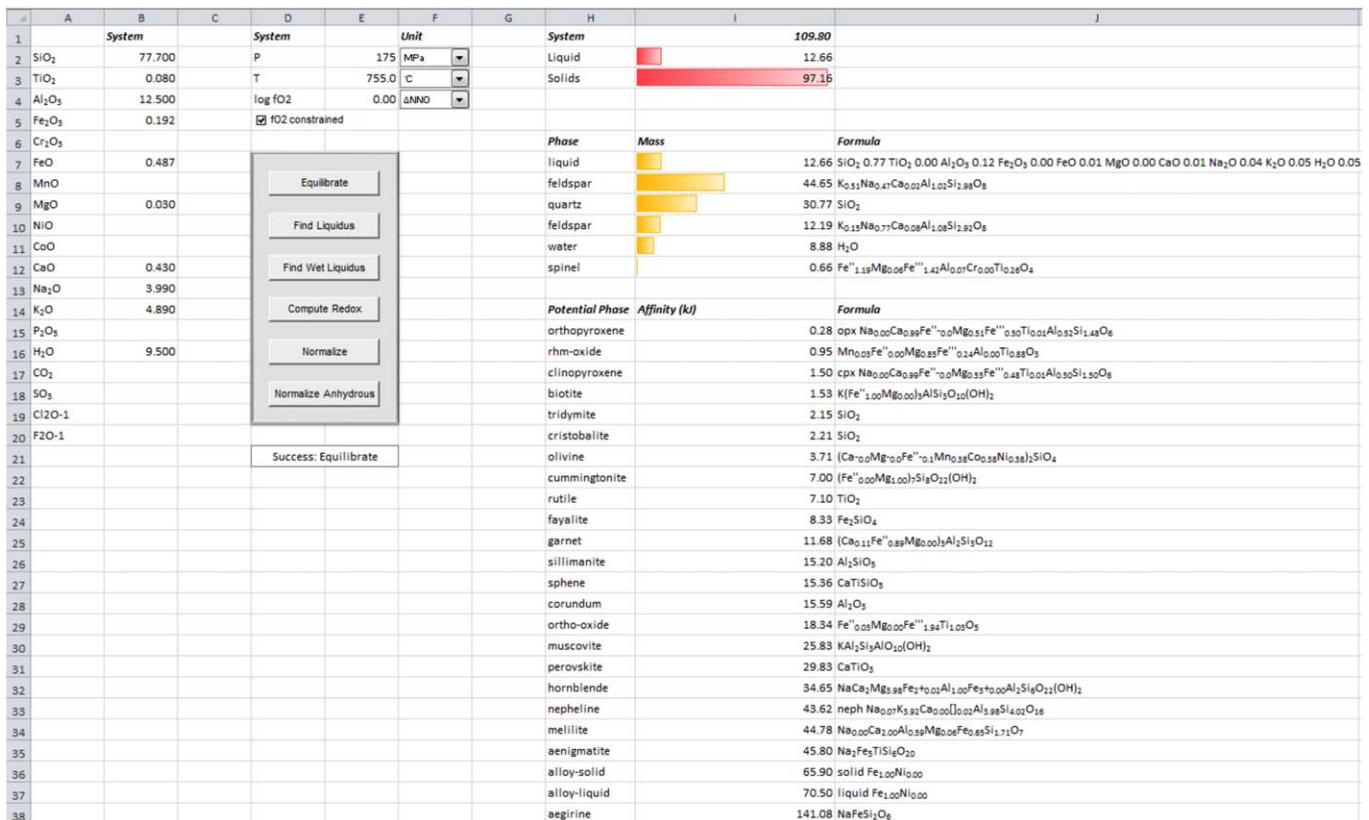 A B C D E F G H I J
1 System System Unit System 109.80
2 SiO₂ 77.700 P 175 MPa Liquid 12.66
3 TiO₂ 0.080 T 755.0 °C Solids 97.16
4 Al₂O₃ 12.500 log fO2 0.00 ΔNNO
5 Fe₂O₃ 0.192 fO2 constrained
6 Cr₂O₃ Phase Mass Formula
7 FeO 0.487 liquid 12.66 SiO₂ 0.77 TiO₂ 0.00 Al₂O₃ 0.12 Fe₂O₃ 0.00 FeO 0.01 MgO 0.00 CaO 0.01 Na₂O 0.04 K₂O 0.05 H₂O 0.05
8 MnO Equilibrate feldspar 44.65 K₀.₅₁Na₀.₄₇Ca₀.₀₂Al₁.₀₂Si₂.₉₈O₈
9 MgO 0.030 quartz 30.77 SiO₂
10 NiO Find Liquidus feldspar 12.19 K₀.₁₅Na₀.₇₇Ca₀.₀₈Al₁.₀₈Si₂.₉₂O₈
11 CoO water 8.88 H₂O
12 CaO 0.430 Find Wet Liquidus spinel 0.66 Fe''₁.₁₉Mg₀.₀₆Fe'''₁.₄₂Al₀.₀₇Cr₀.₀₀Ti₀.₂₆O₄
13 Na₂O 3.990
14 K₂O 4.890 Compute Redox Potential Phase Affinity (kJ) Formula
15 P₂O₅ orthopyroxene 0.28 opx Na₀.₀₀Ca₀.₉₉Fe''₋₀.₀Mg₀.₅₁Fe'''₀.₅₀Ti₀.₀₁Al₀.₅₂Si₁.₄₈O₆
16 H₂O 9.500 Normalize rhm-oxide 0.95 Mn₀.₀₃Fe''₀.₀₀Mg₀.₈₅Fe'''₀.₂₄Al₀.₀₀Ti₀.₈₈O₃
17 CO₂ clinopyroxene 1.50 cpx Na₀.₀₀Ca₀.₉₉Fe''₋₀.₀Mg₀.₅₃Fe'''₀.₄₈Ti₀.₀₁Al₀.₅₀Si₁.₅₀O₆
18 SO₃ Normalize Anhydrous biotite 1.53 K(Fe''₁.₀₀Mg₀.₀₀)₃AlSi₃O₁₀(OH)₂
19 Cl2O-1 tridymite 2.15 SiO₂
20 F2O-1 cristobalite 2.21 SiO₂
21 Success: Equilibrate olivine 3.71 (Ca₋₀.₀Mg₋₀.₀Fe''₋₀.₁Mn₀.₃₈Co₀.₃₈Ni₀.₃₈)₂SiO₄
22 cummingtonite 7.00 (Fe''₀.₀₀Mg₁.₀₀)₇Si₈O₂₂(OH)₂
23 rutile 7.10 TiO₂
24 fayalite 8.33 Fe₂SiO₄
25 garnet 11.68 (Ca₀.₁₁Fe''₀.₈₉Mg₀.₀₀)₃Al₂Si₃O₁₂
26 sillimanite 15.20 Al₂SiO₅
27 sphene 15.36 CaTiSiO₅
28 corundum 15.59 Al₂O₃
29 ortho-oxide 18.34 Fe''₀.₀₃Mg₀.₀₀Fe'''₁.₉₄Ti₁.₀₃O₅
30 muscovite 25.83 KAl₂Si₃AlO₁₀(OH)₂
31 perovskite 29.83 CaTiO₃
32 hornblende 34.65 NaCa₂Mg₃.₉₈Fe₂₊₀.₀₂Al₁.₀₀Fe₃₊₀.₀₀Al₂Si₆O₂₂(OH)₂
33 nepheline 43.62 neph Na₀.₀₇K₃.₉₂Ca₀.₀₀[]₀.₀₂Al₃.₉₈Si₄.₀₂O₁₆
34 melilite 44.78 Na₀.₀₀Ca₂.₀₀Al₀.₅₉Mg₀.₀₆Fe₀.₆₅Si₁.₇₁O₇
35 aenigmatite 45.80 Na₂Fe₅TiSi₆O₂₀
36 alloy-solid 65.90 solid Fe₁.₀₀Ni₀.₀₀
37 alloy-liquid 70.50 liquid Fe₁.₀₀Ni₀.₀₀
38 aegirine 141.08 NaFeSi₂O₆